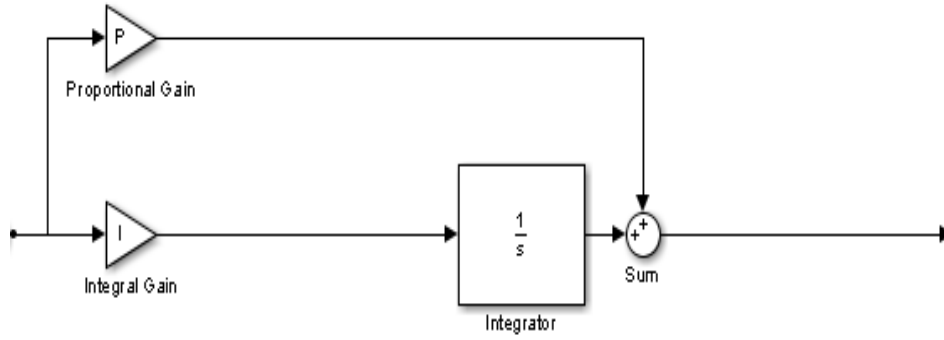 P
Proportional Gain
I
Integral Gain
1
s
Integrator
+
+
Sum